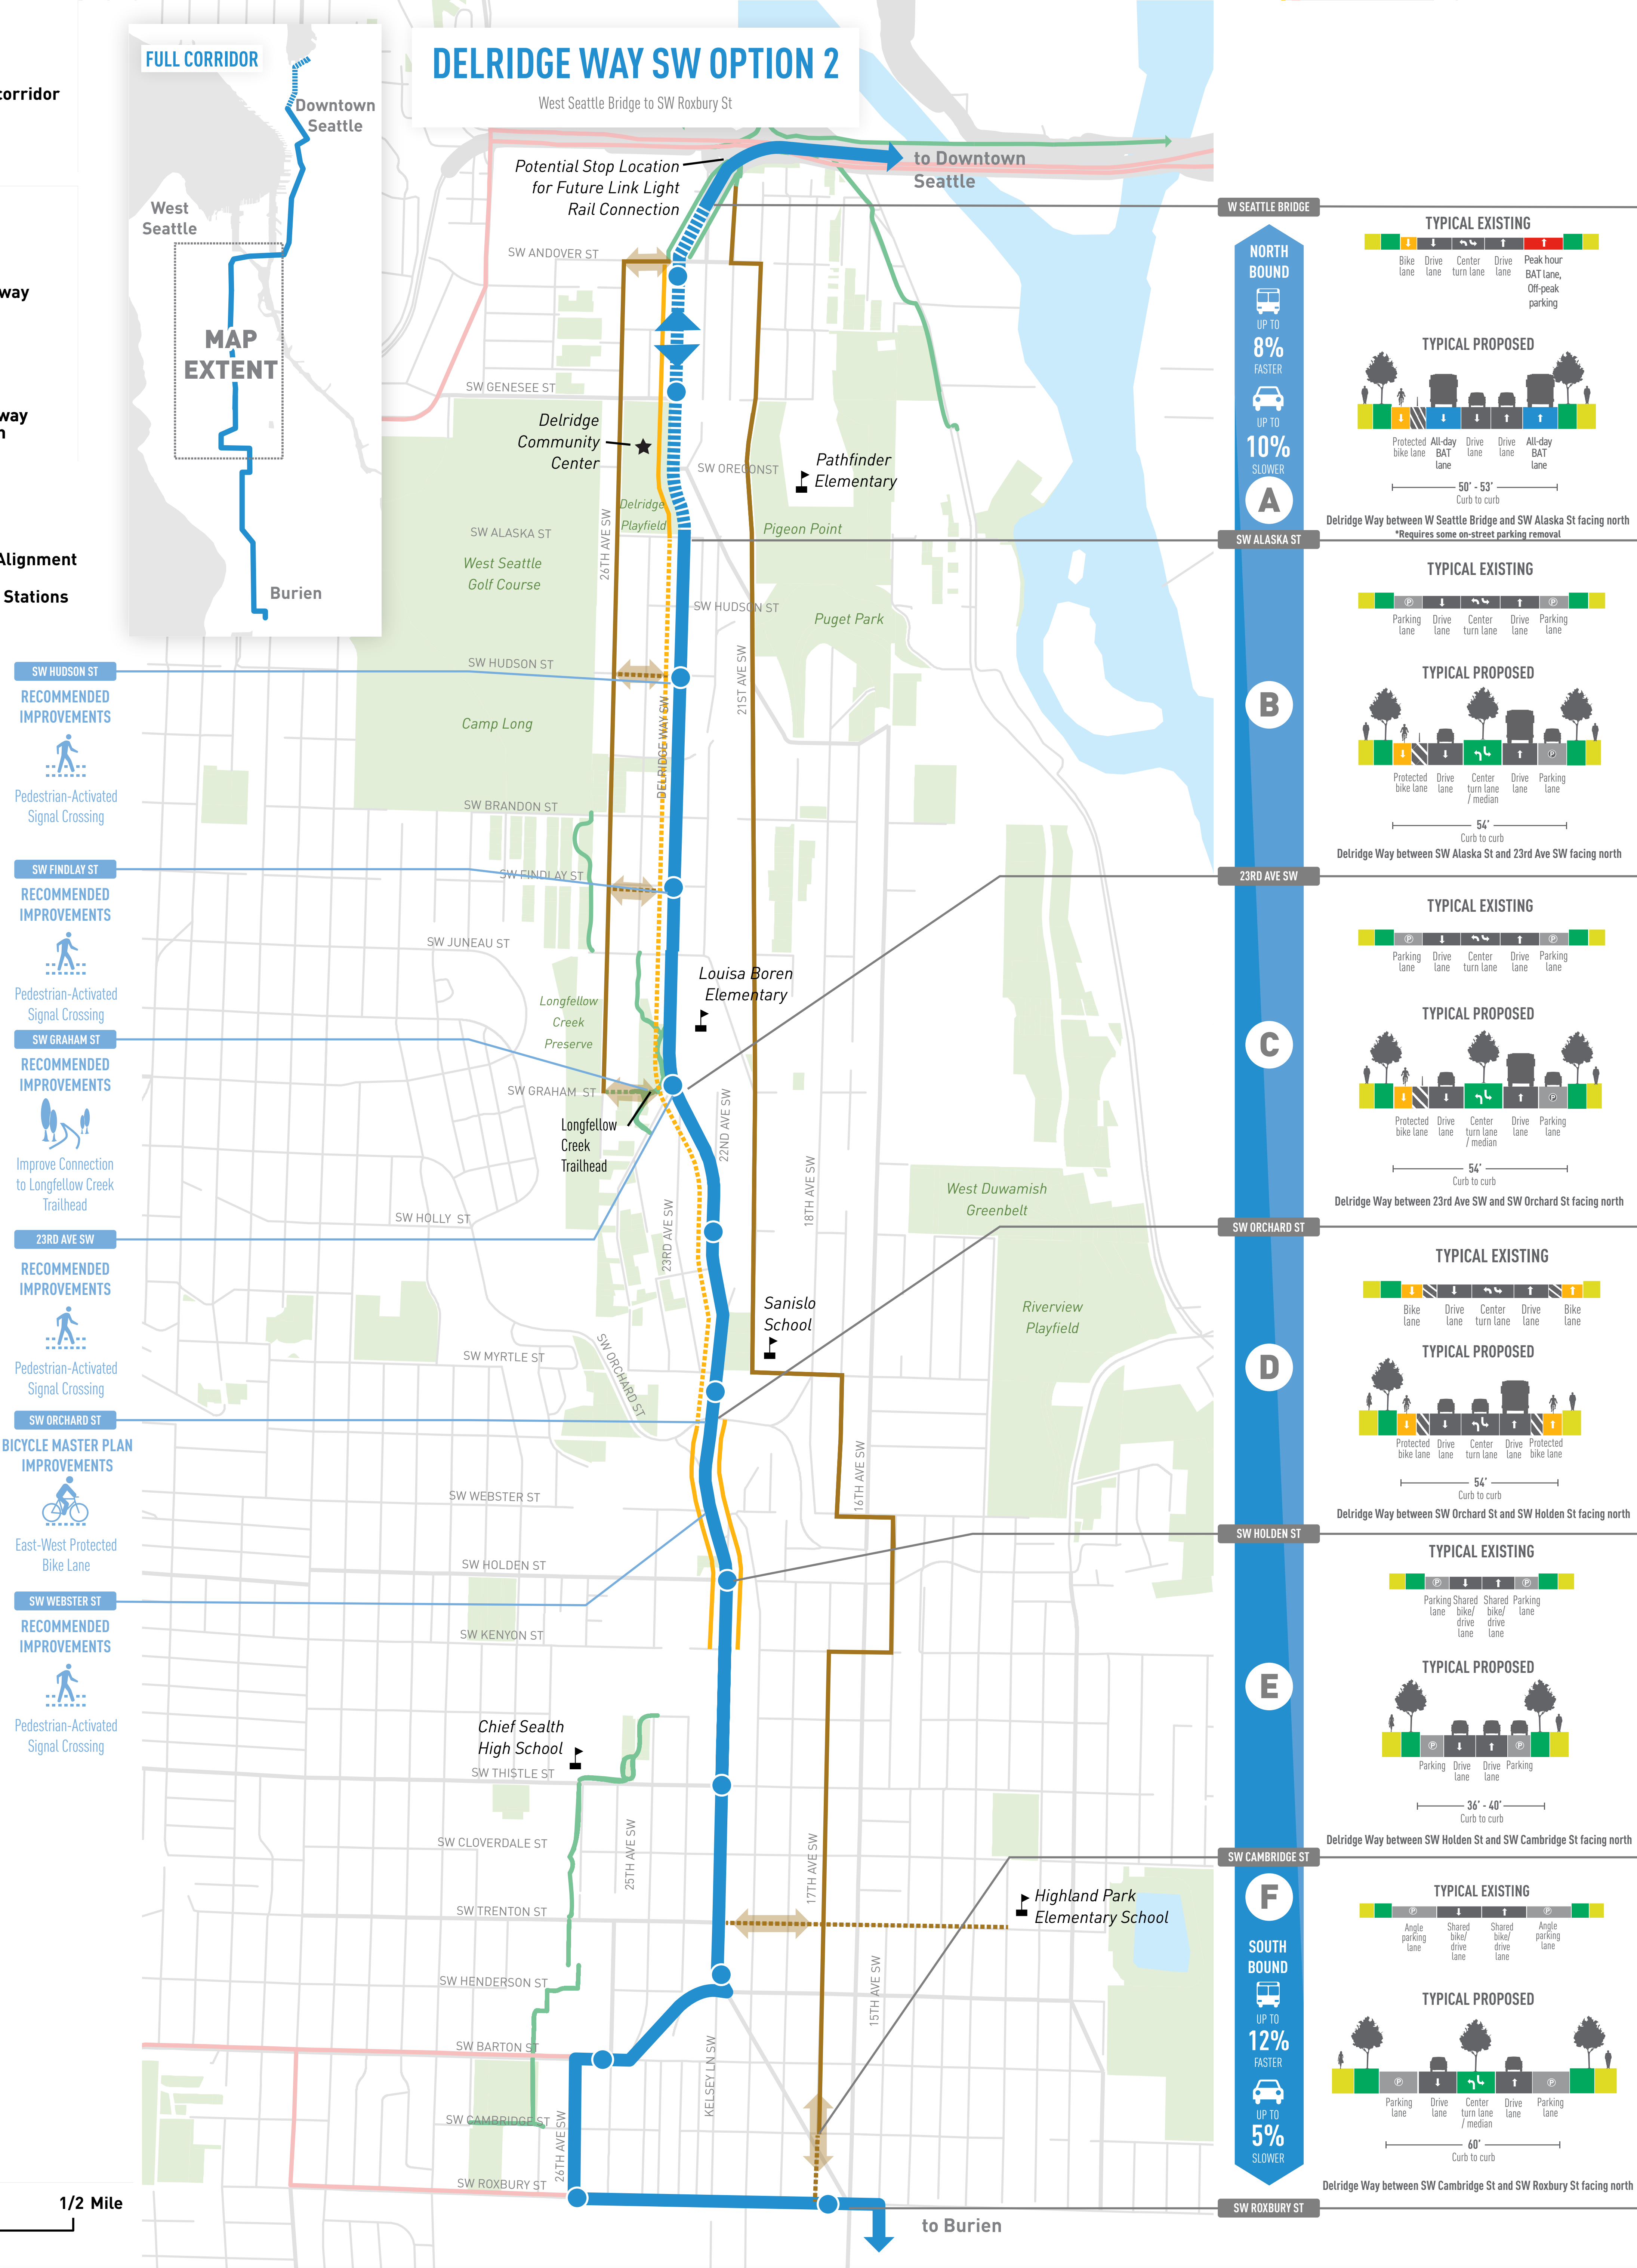 DELRIDGE WAY SW OPTION 2
West Seattle Bridge to SW Roxbury St
FULL CORRIDOR
Downtown
Seattle
West
Seattle
MAP
EXTENT
Burien
corridor
way
way
n
Alignment
Stations
1/2 Mile
SW HUDSON ST
RECOMMENDED
IMPROVEMENTS
Pedestrian-Activated
Signal Crossing
SW FINDLAY ST
RECOMMENDED
IMPROVEMENTS
Pedestrian-Activated
Signal Crossing
SW GRAHAM ST
RECOMMENDED
IMPROVEMENTS
Improve Connection
to Longfellow Creek
Trailhead
23RD AVE SW
RECOMMENDED
IMPROVEMENTS
Pedestrian-Activated
Signal Crossing
SW ORCHARD ST
BICYCLE MASTER PLAN
IMPROVEMENTS
East-West Protected
Bike Lane
SW WEBSTER ST
RECOMMENDED
IMPROVEMENTS
Pedestrian-Activated
Signal Crossing
Potential Stop Location
for Future Link Light
Rail Connection
to Downtown
Seattle
SW ANDOVER ST
SW GENESEE ST
Delridge
Community
Center
SW OREGONST
Pathfinder
Elementary
Delridge
Playfield
Pigeon Point
26TH AVE SW
SW ALASKA ST
West Seattle
Golf Course
SW HUDSON ST
Puget Park
SW HUDSON ST
21ST AVE SW
Camp Long
DELRIDGE WAY SW
SW BRANDON ST
SW FINDLAY ST
SW JUNEAU ST
Louisa Boren
Elementary
Longfellow
Creek
Preserve
SW GRAHAM ST
Longfellow
Creek
Trailhead
22ND AVE SW
18TH AVE SW
West Duwamish
Greenbelt
SW HOLLY ST
23RD AVE SW
Sanislo
School
Riverview
Playfield
SW MYRTLE ST
SW ORCHARD ST
16TH AVE SW
SW WEBSTER ST
SW HOLDEN ST
SW KENYON ST
Chief Sealth
High School
SW THISTLE ST
SW CLOVERDALE ST
25TH AVE SW
17TH AVE SW
Highland Park
Elementary School
SW TRENTON ST
SW HENDERSON ST
15TH AVE SW
SW BARTON ST
KELSEY LN SW
SW CAMBRIDGE ST
26TH AVE SW
SW ROXBURY ST
to Burien
W SEATTLE BRIDGE
NORTH
BOUND
UP TO
8%
FASTER
UP TO
10%
SLOWER
A
TYPICAL EXISTING
Bike
lane
Drive
lane
Center
turn lane
Drive
lane
Peak hour
BAT lane,
Off-peak
parking
TYPICAL PROPOSED
Protected
bike lane
All-day
BAT
lane
Drive
lane
Drive
lane
All-day
BAT
lane
50' - 53'
Curb to curb
Delridge Way between W Seattle Bridge and SW Alaska St facing north
*Requires some on-street parking removal
SW ALASKA ST
B
TYPICAL EXISTING
P
P
Parking
lane
Drive
lane
Center
turn lane
Drive
lane
Parking
lane
TYPICAL PROPOSED
P
Protected
bike lane
Drive
lane
Center
turn lane
/ median
Drive
lane
Parking
lane
54'
Curb to curb
Delridge Way between SW Alaska St and 23rd Ave SW facing north
23RD AVE SW
C
TYPICAL EXISTING
P
P
Parking
lane
Drive
lane
Center
turn lane
Drive
lane
Parking
lane
TYPICAL PROPOSED
P
Protected
bike lane
Drive
lane
Center
turn lane
/ median
Drive
lane
Parking
lane
54'
Curb to curb
Delridge Way between 23rd Ave SW and SW Orchard St facing north
SW ORCHARD ST
D
TYPICAL EXISTING
Bike
lane
Drive
lane
Center
turn lane
Drive
lane
Bike
lane
TYPICAL PROPOSED
Protected
bike lane
Drive
lane
Center
turn lane
Drive
lane
Protected
bike lane
54'
Curb to curb
Delridge Way between SW Orchard St and SW Holden St facing north
SW HOLDEN ST
E
TYPICAL EXISTING
P
P
Parking
lane
Shared
bike/
drive
lane
Shared
bike/
drive
lane
Parking
lane
TYPICAL PROPOSED
P
P
Parking
Drive
lane
Drive
lane
Parking
36' - 40'
Curb to curb
Delridge Way between SW Holden St and SW Cambridge St facing north
SW CAMBRIDGE ST
F
SOUTH
BOUND
UP TO
12%
FASTER
UP TO
5%
SLOWER
TYPICAL EXISTING
P
P
Angle
parking
lane
Shared
bike/
drive
lane
Shared
bike/
drive
lane
Angle
parking
lane
TYPICAL PROPOSED
P
P
Parking
lane
Drive
lane
Center
turn lane
/ median
Drive
lane
Parking
lane
60'
Curb to curb
Delridge Way between SW Cambridge St and SW Roxbury St facing north
SW ROXBURY ST